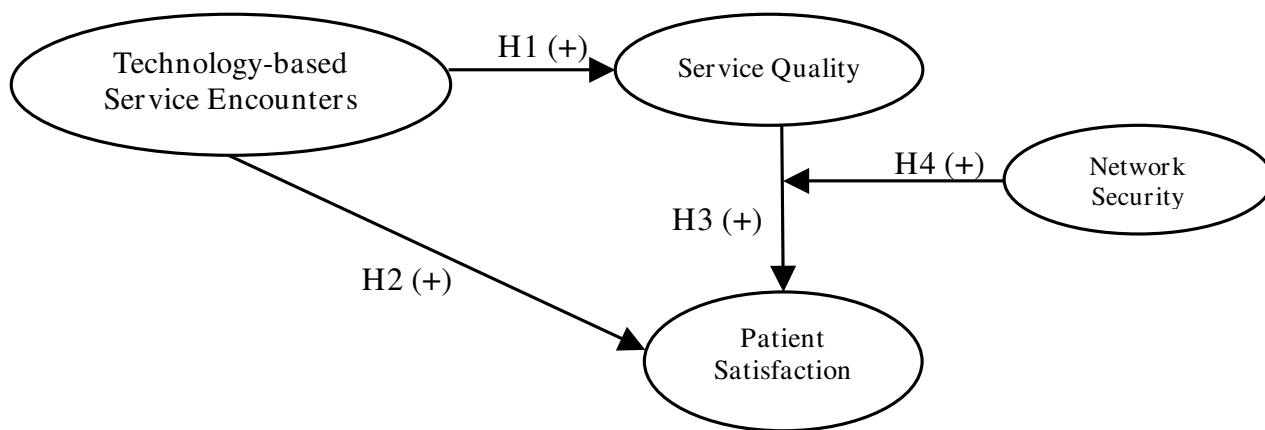 Technology-based
Service Encounters
H1 (+)
Service Quality
H4 (+)
Network
Security
H3 (+)
H2 (+)
Patient
Satisfaction